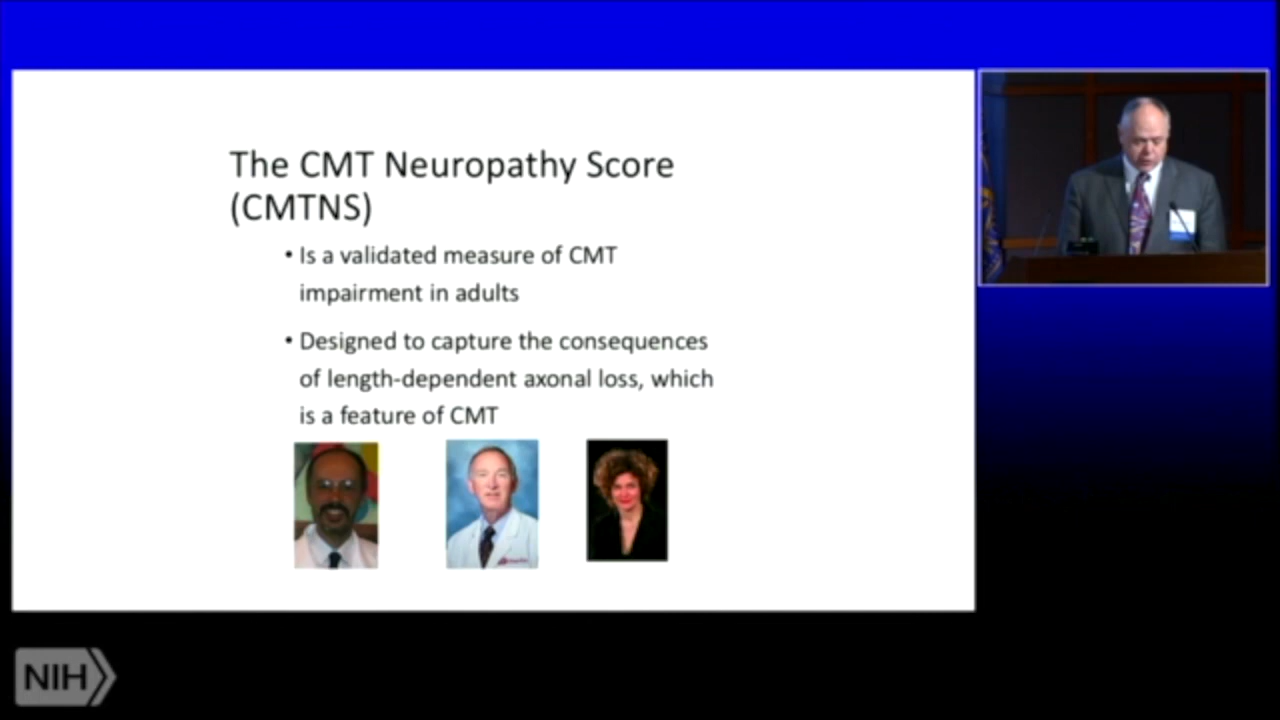 The CMT Neuropathy Score
(CMTNS)
• Is a validated measure of CMT
impairment in adults
• Designed to capture the consequences
of length-dependent axonal loss, which
is a feature of CMT
NIH